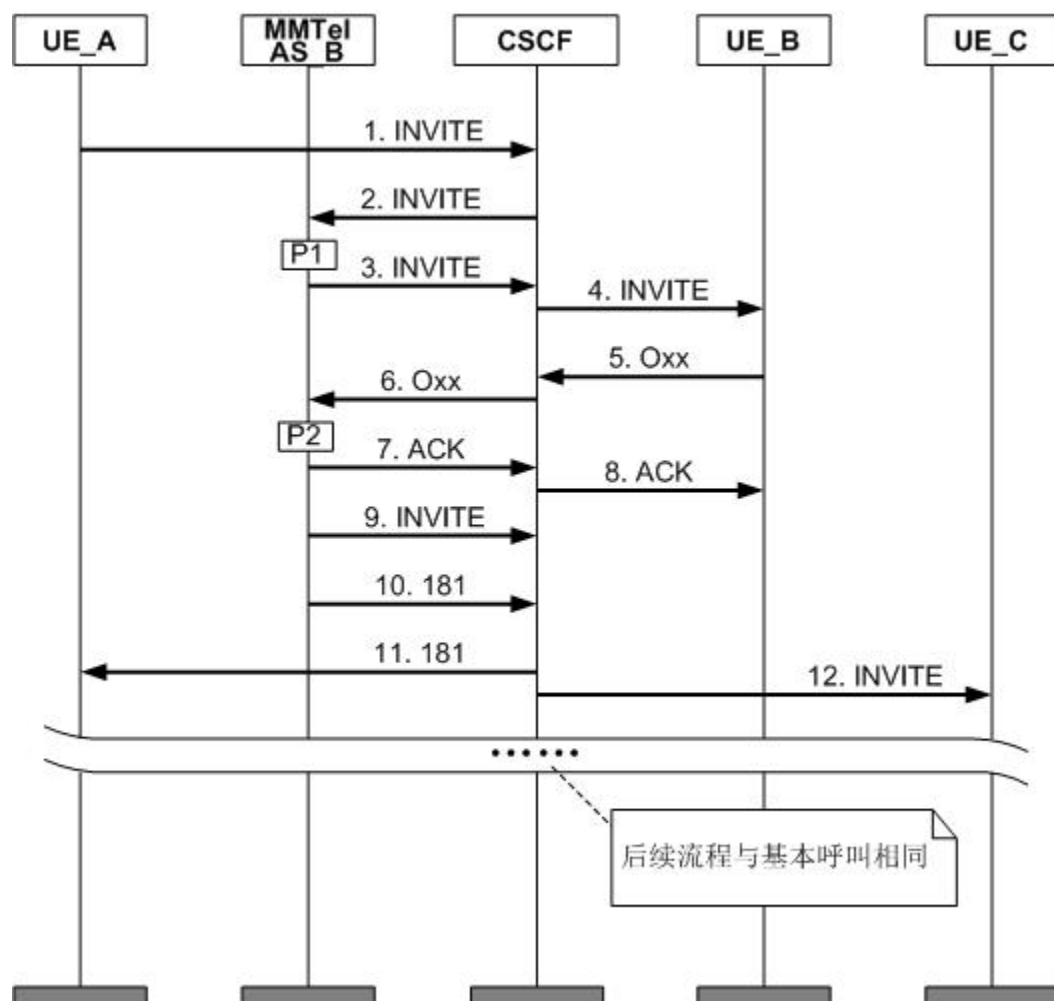 UE_A
MMTel
AS_B
CSCF
UE_B
UE_C
1. INVITE
2. INVITE
P1
3. INVITE
4. INVITE
5. Oxx
6. Oxx
P2
7. ACK
8. ACK
9. INVITE
10. 181
11. 181
12. INVITE
······
后续流程与基本呼叫相同